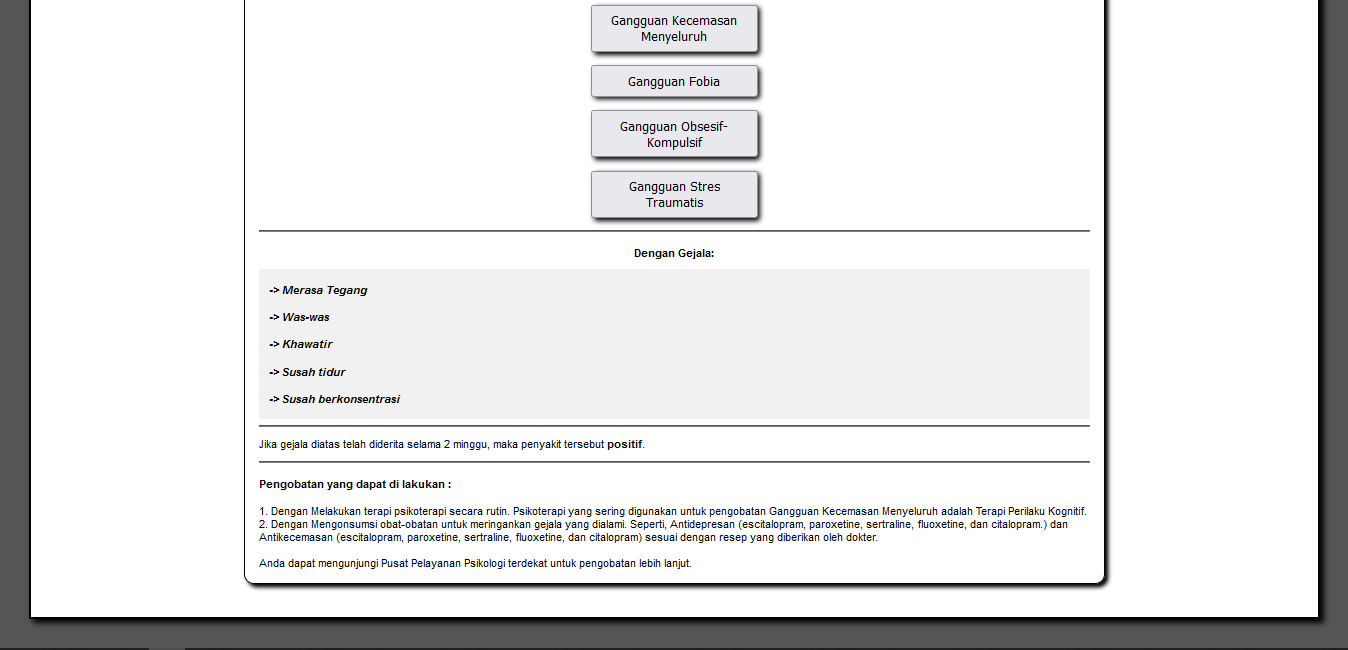 Gangguan Kecemasan
Menyeluruh
Gangguan Fobia
Gangguan Obsesif-
Kompulsif
Gangguan Stres
Traumatis
Dengan Gejala:
-> Merasa Tegang
-> Was-was
-> Khawatir
-> Susah tidur
-> Susah berkonsentrasi
Jika gejala diatas telah diderita selama 2 minggu, maka penyakit tersebut positif.
Pengobatan yang dapat di lakukan :
1. Dengan Melakukan terapi psikoterapi secara rutin. Psikoterapi yang sering digunakan untuk pengobatan Gangguan Kecemasan Menyeluruh adalah Terapi Perilaku Kognitif.
2. Dengan Mengonsumsi obat-obatan untuk meringankan gejala yang dialami. Seperti, Antidepresan (escitalopram, paroxetine, sertraline, fluoxetine, dan citalopram.) dan
Antikecemasan (escitalopram, paroxetine, sertraline, fluoxetine, dan citalopram) sesuai dengan resep yang diberikan oleh dokter.
Anda dapat mengunjungi Pusat Pelayanan Psikologi terdekat untuk pengobatan lebih lanjut.